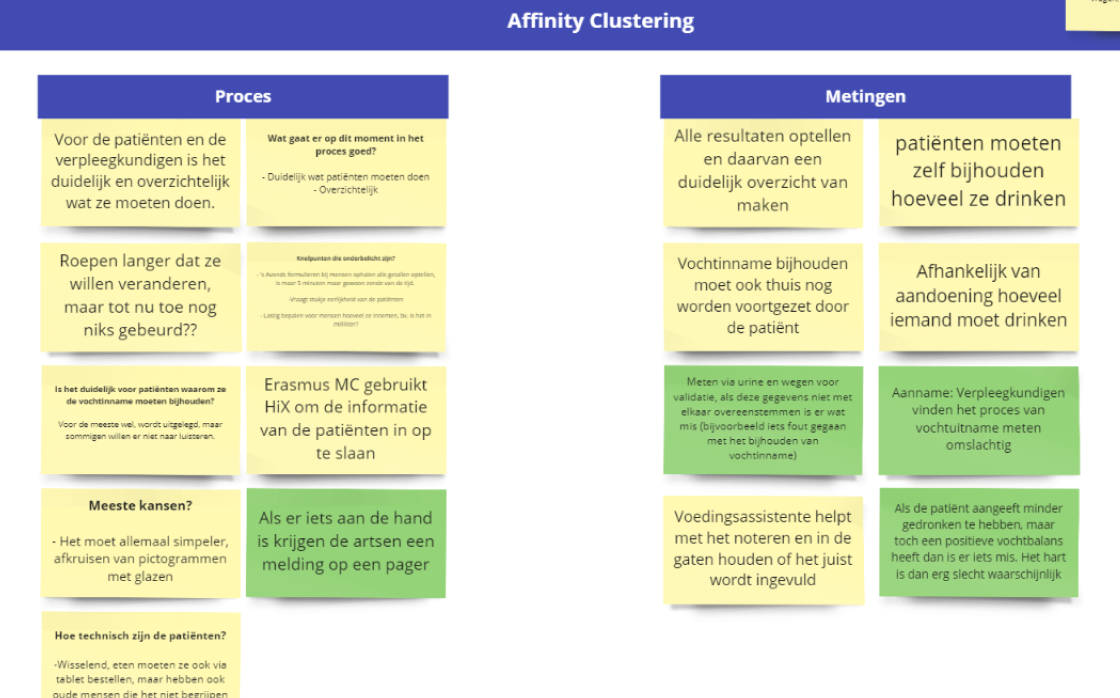 Affinity Clustering
Proces
Voor de patiënten en de
verpleegkundigen is het
duidelijk en overzichtelijk
wat ze moeten doen.
Wat gaat er op dit moment in het
proces goed?
- Duidelijk wat patiënten moeten doen
- Overzichtelijk
Roepen langer dat ze
willen veranderen,
maar tot nu toe nog
niks gebeurd??
Knelpunten die onderbelicht zijn?
- 's Avonds formulieren bij mensen ophalen alle getallen optellen,
is maar 5 minuten maar gewoon zonde van de tijd.
-Vraagt stukje eerlijkheid van de patiënten
- Lastig bepalen voor mensen hoeveel ze innemen, bv. is het in
milliliter?
Is het duidelijk voor patiënten waarom ze
de vochtinname moeten bijhouden?
Voor de meeste wel, wordt uitgelegd, maar
sommigen willen er niet naar luisteren.
Erasmus MC gebruikt
HiX om de informatie
van de patiënten in op
te slaan
Meeste kansen?
- Het moet allemaal simpeler,
afkruisen van pictogrammen
met glazen
Als er iets aan de hand
is krijgen de artsen een
melding op een pager
Hoe technisch zijn de patiënten?
-Wisselend, eten moeten ze ook via
tablet bestellen, maar hebben ook
oude mensen die het niet begrijpen
Metingen
Alle resultaten optellen
en daarvan een
duidelijk overzicht van
maken
patiënten moeten
zelf bijhouden
hoeveel ze drinken
Vochtinname bijhouden
moet ook thuis nog
worden voortgezet door
de patiënt
Afhankelijk van
aandoening hoeveel
iemand moet drinken
Meten via urine en wegen voor
validatie, als deze gegevens niet met
elkaar overeenstemmen is er wat
mis (bijvoorbeeld iets fout gegaan
met het bijhouden van
vochtinname)
Aanname: Verpleegkundigen
vinden het proces van
vochtuitname meten
omslachtig
Voedingsassistente helpt
met het noteren en in de
gaten houden of het juist
wordt ingevuld
Als de patiënt aangeeft minder
gedronken te hebben, maar
toch een positieve vochtbalans
heeft dan is er iets mis. Het hart
is dan erg slecht waarschijnlijk